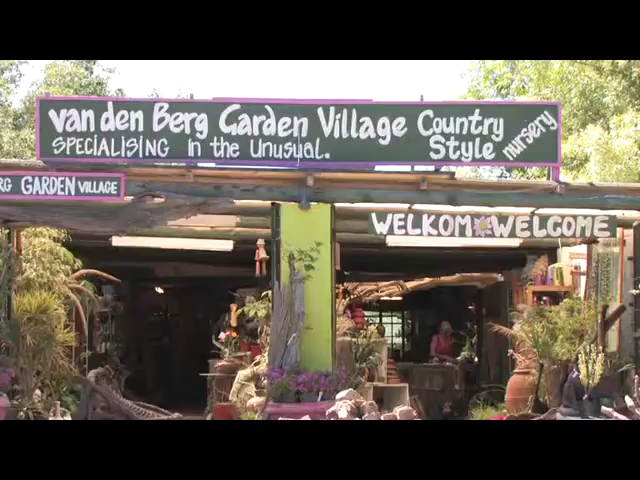 van den Berg Garden Village Country Style nursery
SPECIALISING in the UNUSUAL.
RG GARDEN VILLAGE
WELKOM WELCOME